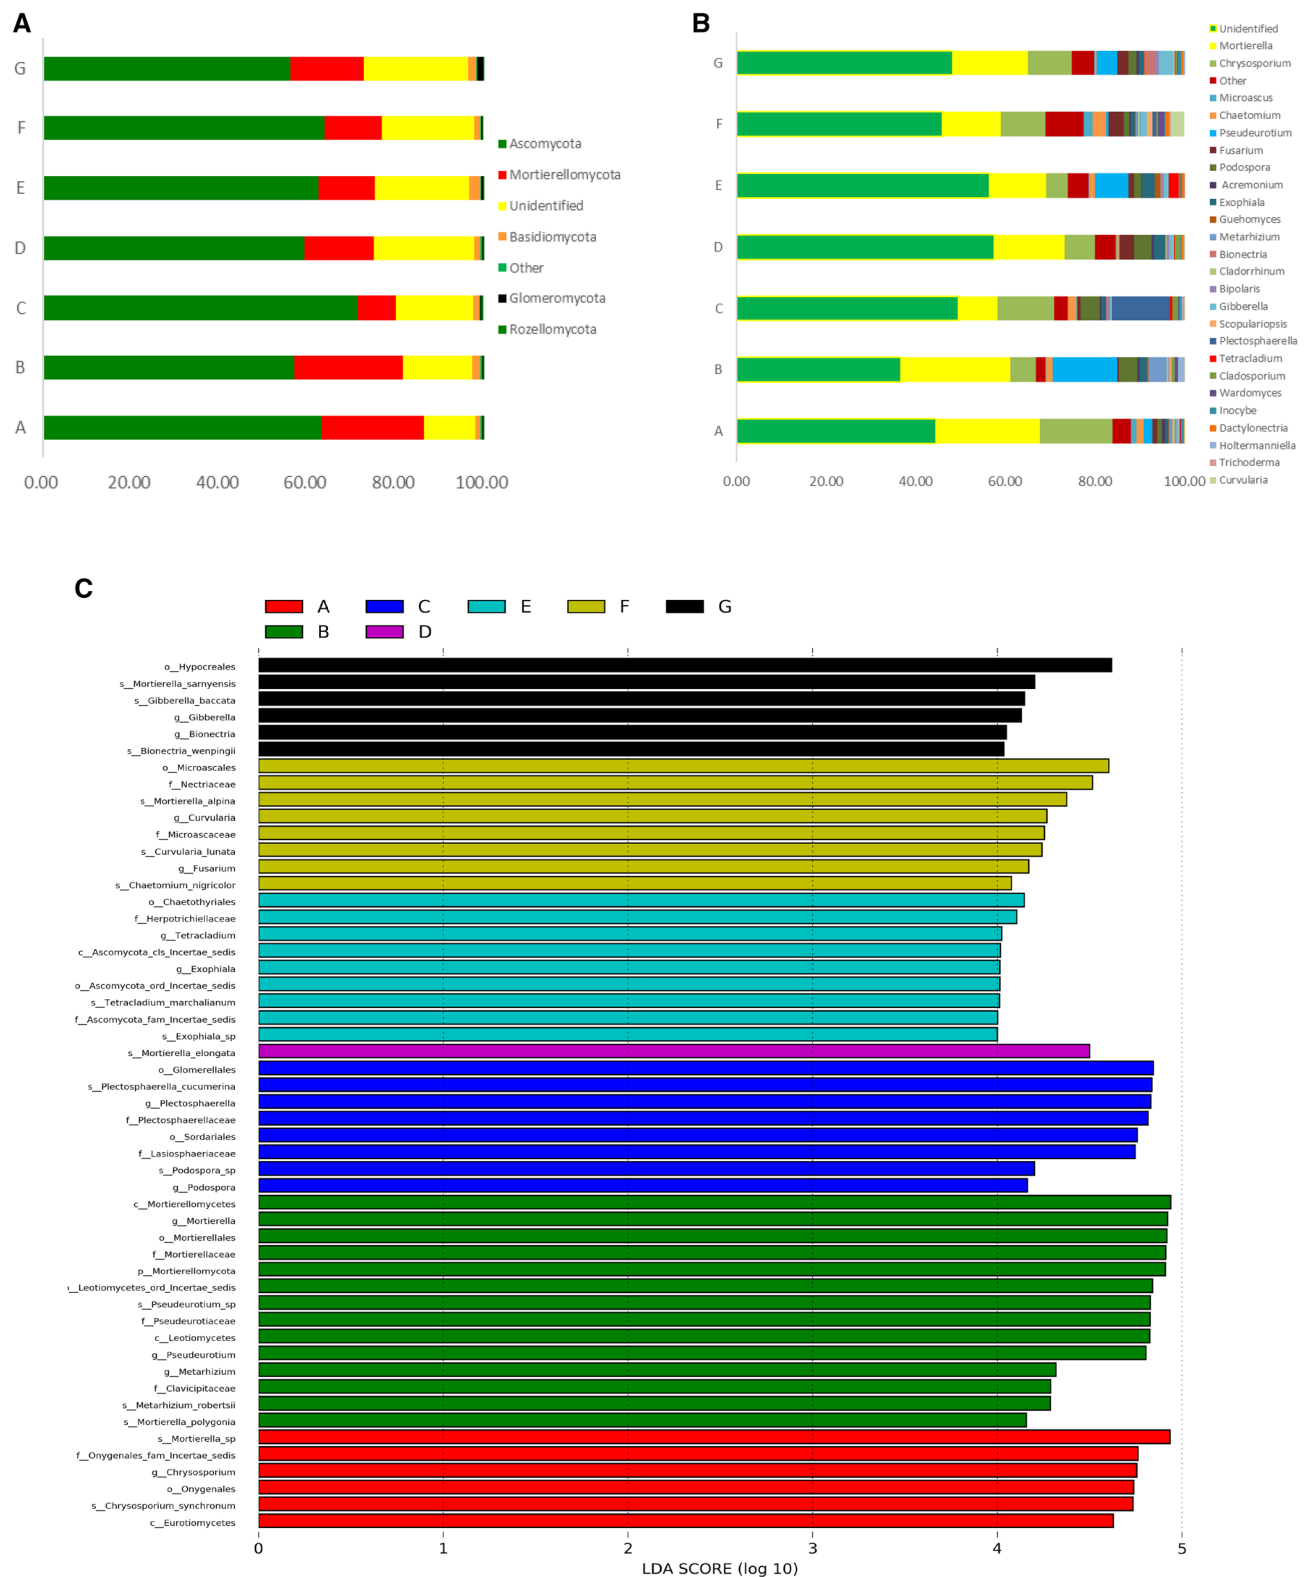 A
G
F
E
D
C
B
A
0.00 20.00 40.00 60.00 80.00 100.00
Ascomycota
Mortierellomycota
Unidentified
Basidiomycota
Other
Glomeromycota
Rozellomycota
B
G
F
E
D
C
B
A
0.00 20.00 40.00 60.00 80.00 100.00
Unidentified
Mortierella
Chrysosporium
Other
Microascus
Chaetomium
Pseudeurotium
Fusarium
Podospora
Acremonium
Exophiala
Guehomyces
Metarhizium
Bionectria
Cladorrhinum
Bipolaris
Gibberella
Scopulariopsis
Plectosphaerella
Tetracladium
Cladosporium
Wardomyces
Inocybe
Dactylonectria
Holtermanniella
Trichoderma
Curvularia
C
A C E F G
B D
o__Hypocreales
s__Mortierella_sarnyensis
s__Gibberella_baccata
g__Gibberella
g__Bionectria
s__Bionectria_wenpingii
o__Microascales
f__Nectriaceae
s__Mortierella_alpina
g__Curvularia
f__Microascaceae
s__Curvularia_lunata
g__Fusarium
s__Chaetomium_nigricolor
o__Chaetothyriales
f__Herpotrichiellaceae
g__Tetracladium
c__Ascomycota_cls_Incertae_sedis
g__Exophiala
o__Ascomycota_ord_Incertae_sedis
s__Tetracladium_marchalianum
f__Ascomycota_fam_Incertae_sedis
s__Exophiala_sp
s__Mortierella_elongata
o__Glomerellales
s__Plectosphaerella_cucumerina
g__Plectosphaerella
f__Plectosphaerellaceae
o__Sordariales
f__Lasiosphaeriaceae
s__Podospora_sp
g__Podospora
c__Mortierellomycetes
g__Mortierella
o__Mortierellales
f__Mortierellaceae
p__Mortierellomycota
__Leotiomycetes_ord_Incertae_sedis
s__Pseudeurotium_sp
f__Pseudeurotiaceae
c__Leotiomycetes
g__Pseudeurotium
g__Metarhizium
f__Clavicipitaceae
s__Metarhizium_robertsii
s__Mortierella_polygonia
s__Mortierella_sp
f__Onygenales_fam_Incertae_sedis
g__Chrysosporium
o__Onygenales
s__Chrysosporium_synchronum
c__Eurotiomycetes
0 1 2 3 4 5
LDA SCORE (log 10)